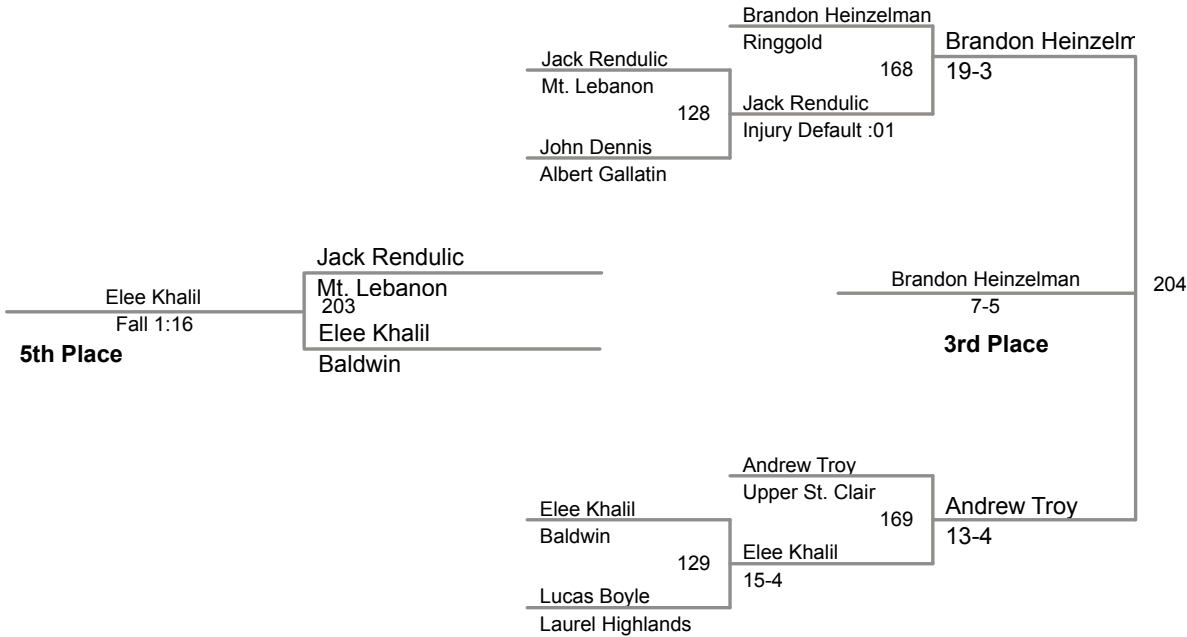 Brandon Heinzelman
Ringgold
168
Brandon Heinzelm
19-3
Jack Rendulic
Mt. Lebanon
128
Jack Rendulic
Injury Default :01
John Dennis
Albert Gallatin
Jack Rendulic
Mt. Lebanon
203
Elee Khalil
Baldwin
Elee Khalil
Fall 1:16
5th Place
Brandon Heinzelman
7-5
204
3rd Place
Andrew Troy
Upper St. Clair
169
Andrew Troy
13-4
Elee Khalil
Baldwin
129
Elee Khalil
15-4
Lucas Boyle
Laurel Highlands